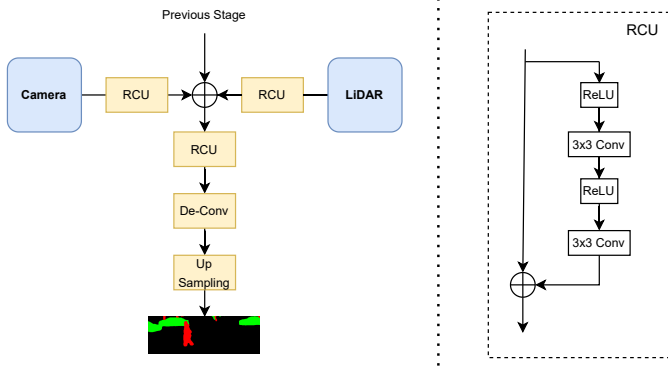 Previous Stage
Camera
RCU
RCU
LiDAR
RCU
De-Conv
Up
Sampling
RCU
ReLU
3x3 Conv
ReLU
3x3 Conv